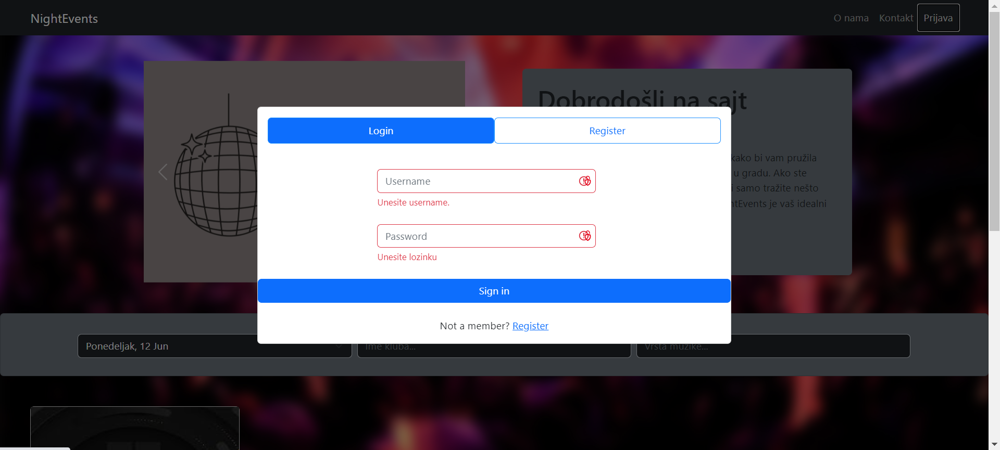 NightEvents
O nama Kontakt Prijava
Dobrodošli na sajt
Login Register
kako bi vam pružila
Username
u gradu. Ako ste
i samo tražite nešto
Unesite username.
htEvents je vaš idealni
Password
Unesite lozinku
Sign in
Not a member? Register
Ponedeljak, 12 Jun
Ime kluba...
Vrsta muzike...